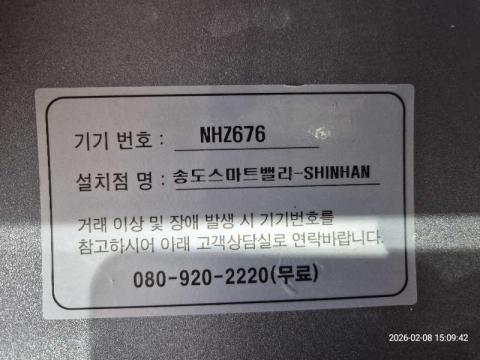 기기 번호 : NHZ676
설치점 명 : 송도스마트밸리-SHINHAN
거래 이상 및 장애 발생 시 기기번호를
참고하시어 아래 고객상담실로 연락바랍니다.
080-920-2220(무료)
2026-02-08 15:09:42